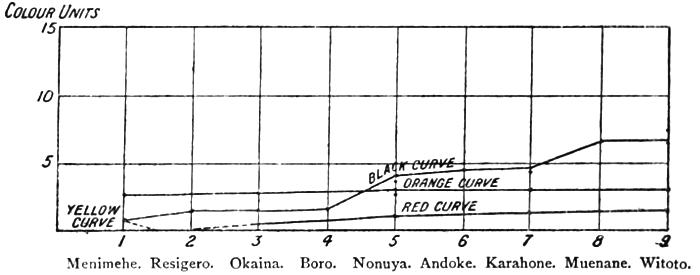 COLOUR UNITS
15
10
5
BLACK CURVE
ORANGE CURVE
RED CURVE
YELLOW
CURVE
1 2 3 4 5 6 7 8 9
Menimehe. Resigero. Okaina. Boro. Nonuya. Andoke. Karahone. Muenane. Witoto.